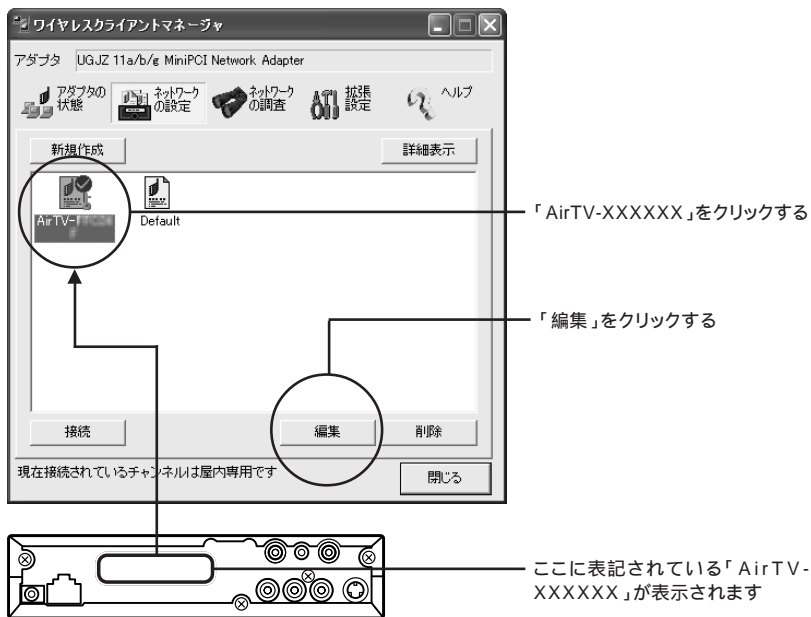 ワイヤレスクライアントマネージャ
アダプタ UGJZ 11a/b/g MiniPCI Network Adapter
アダプタの状態
ネットワークの設定
ネットワークの調査
拡張設定
ヘルプ
新規作成
詳細表示
AirTV-
Default
「AirTV-XXXXXX」をクリックする
「編集」をクリックする
接続
編集
削除
現在接続されているチャンネルは屋内専用です
閉じる
ここに表記されている「AirTV-
XXXXXX」が表示されます